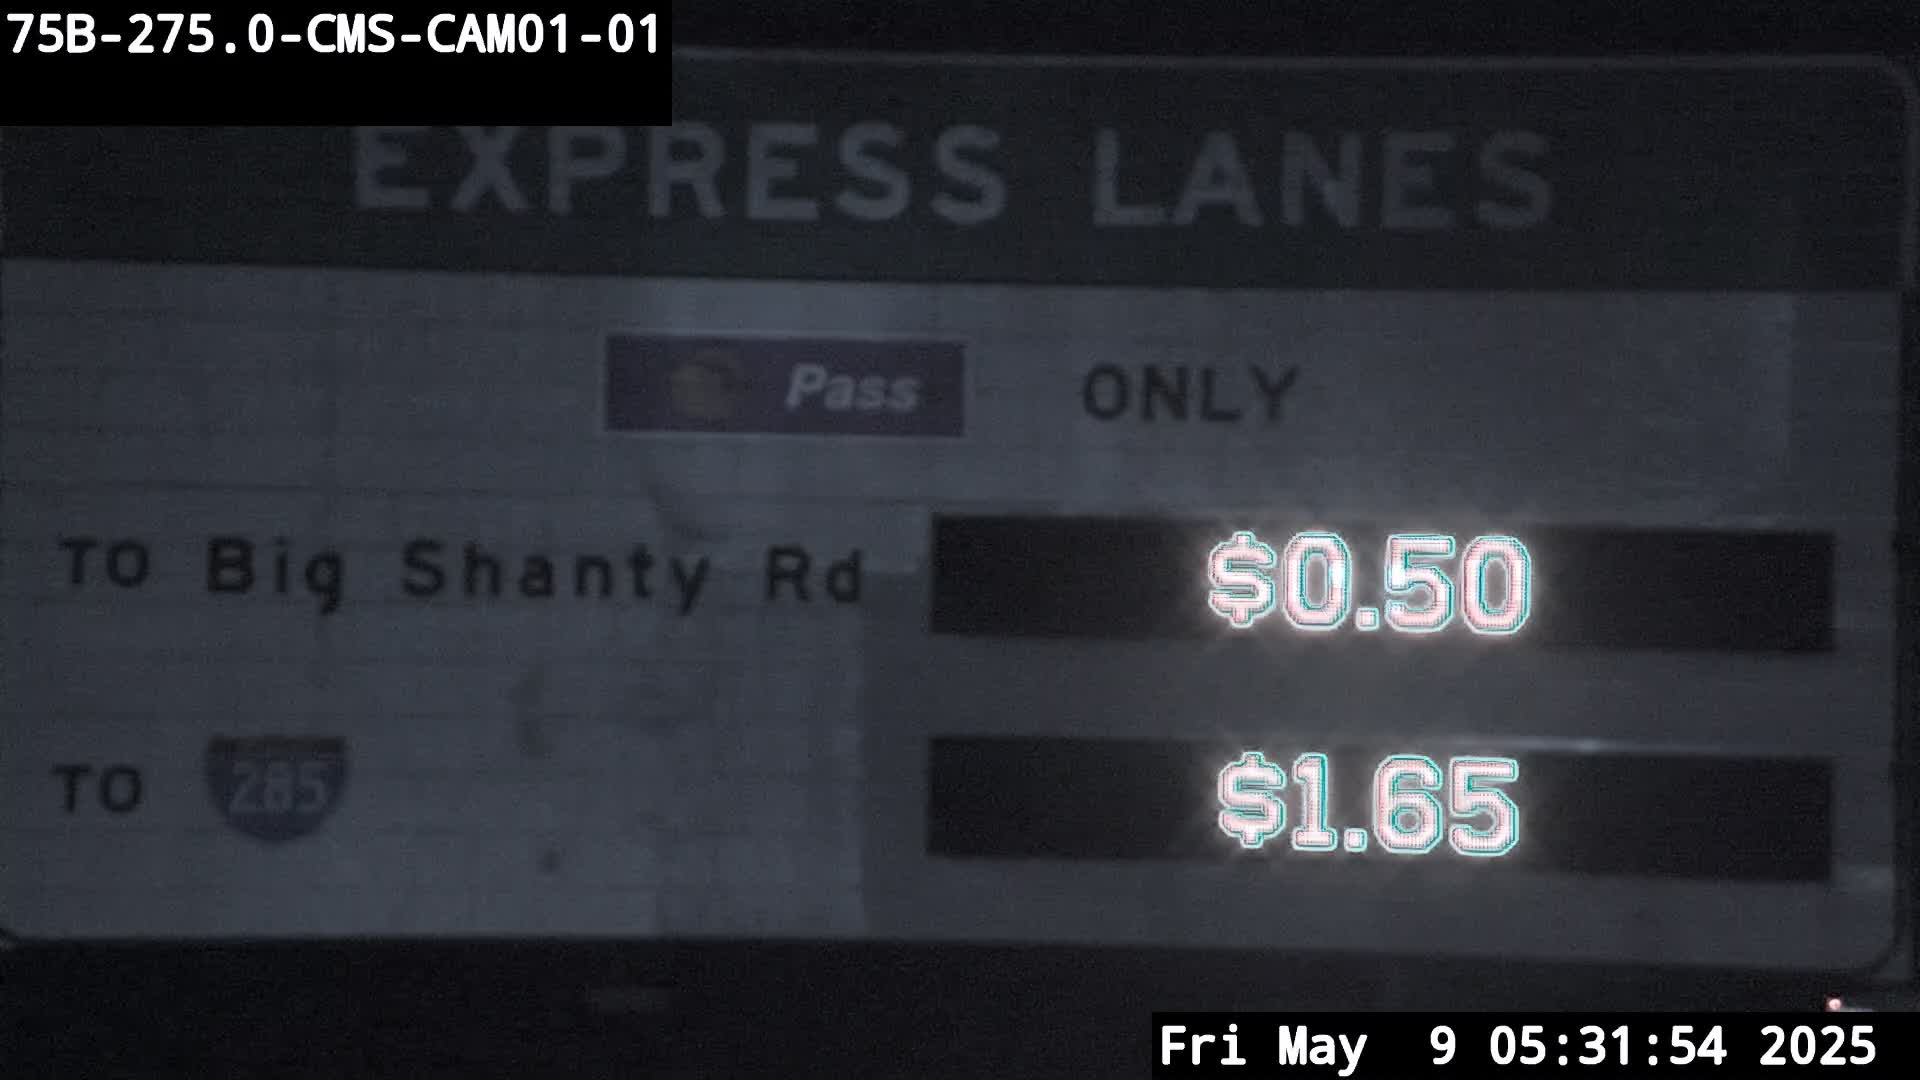 75B-275.0-CMS-CAM01-01
EXPRESS LANES
Pass ONLY
TO Big Shanty Rd $0.50
TO 285 $1.65
Fri May 9 05:31:54 2025